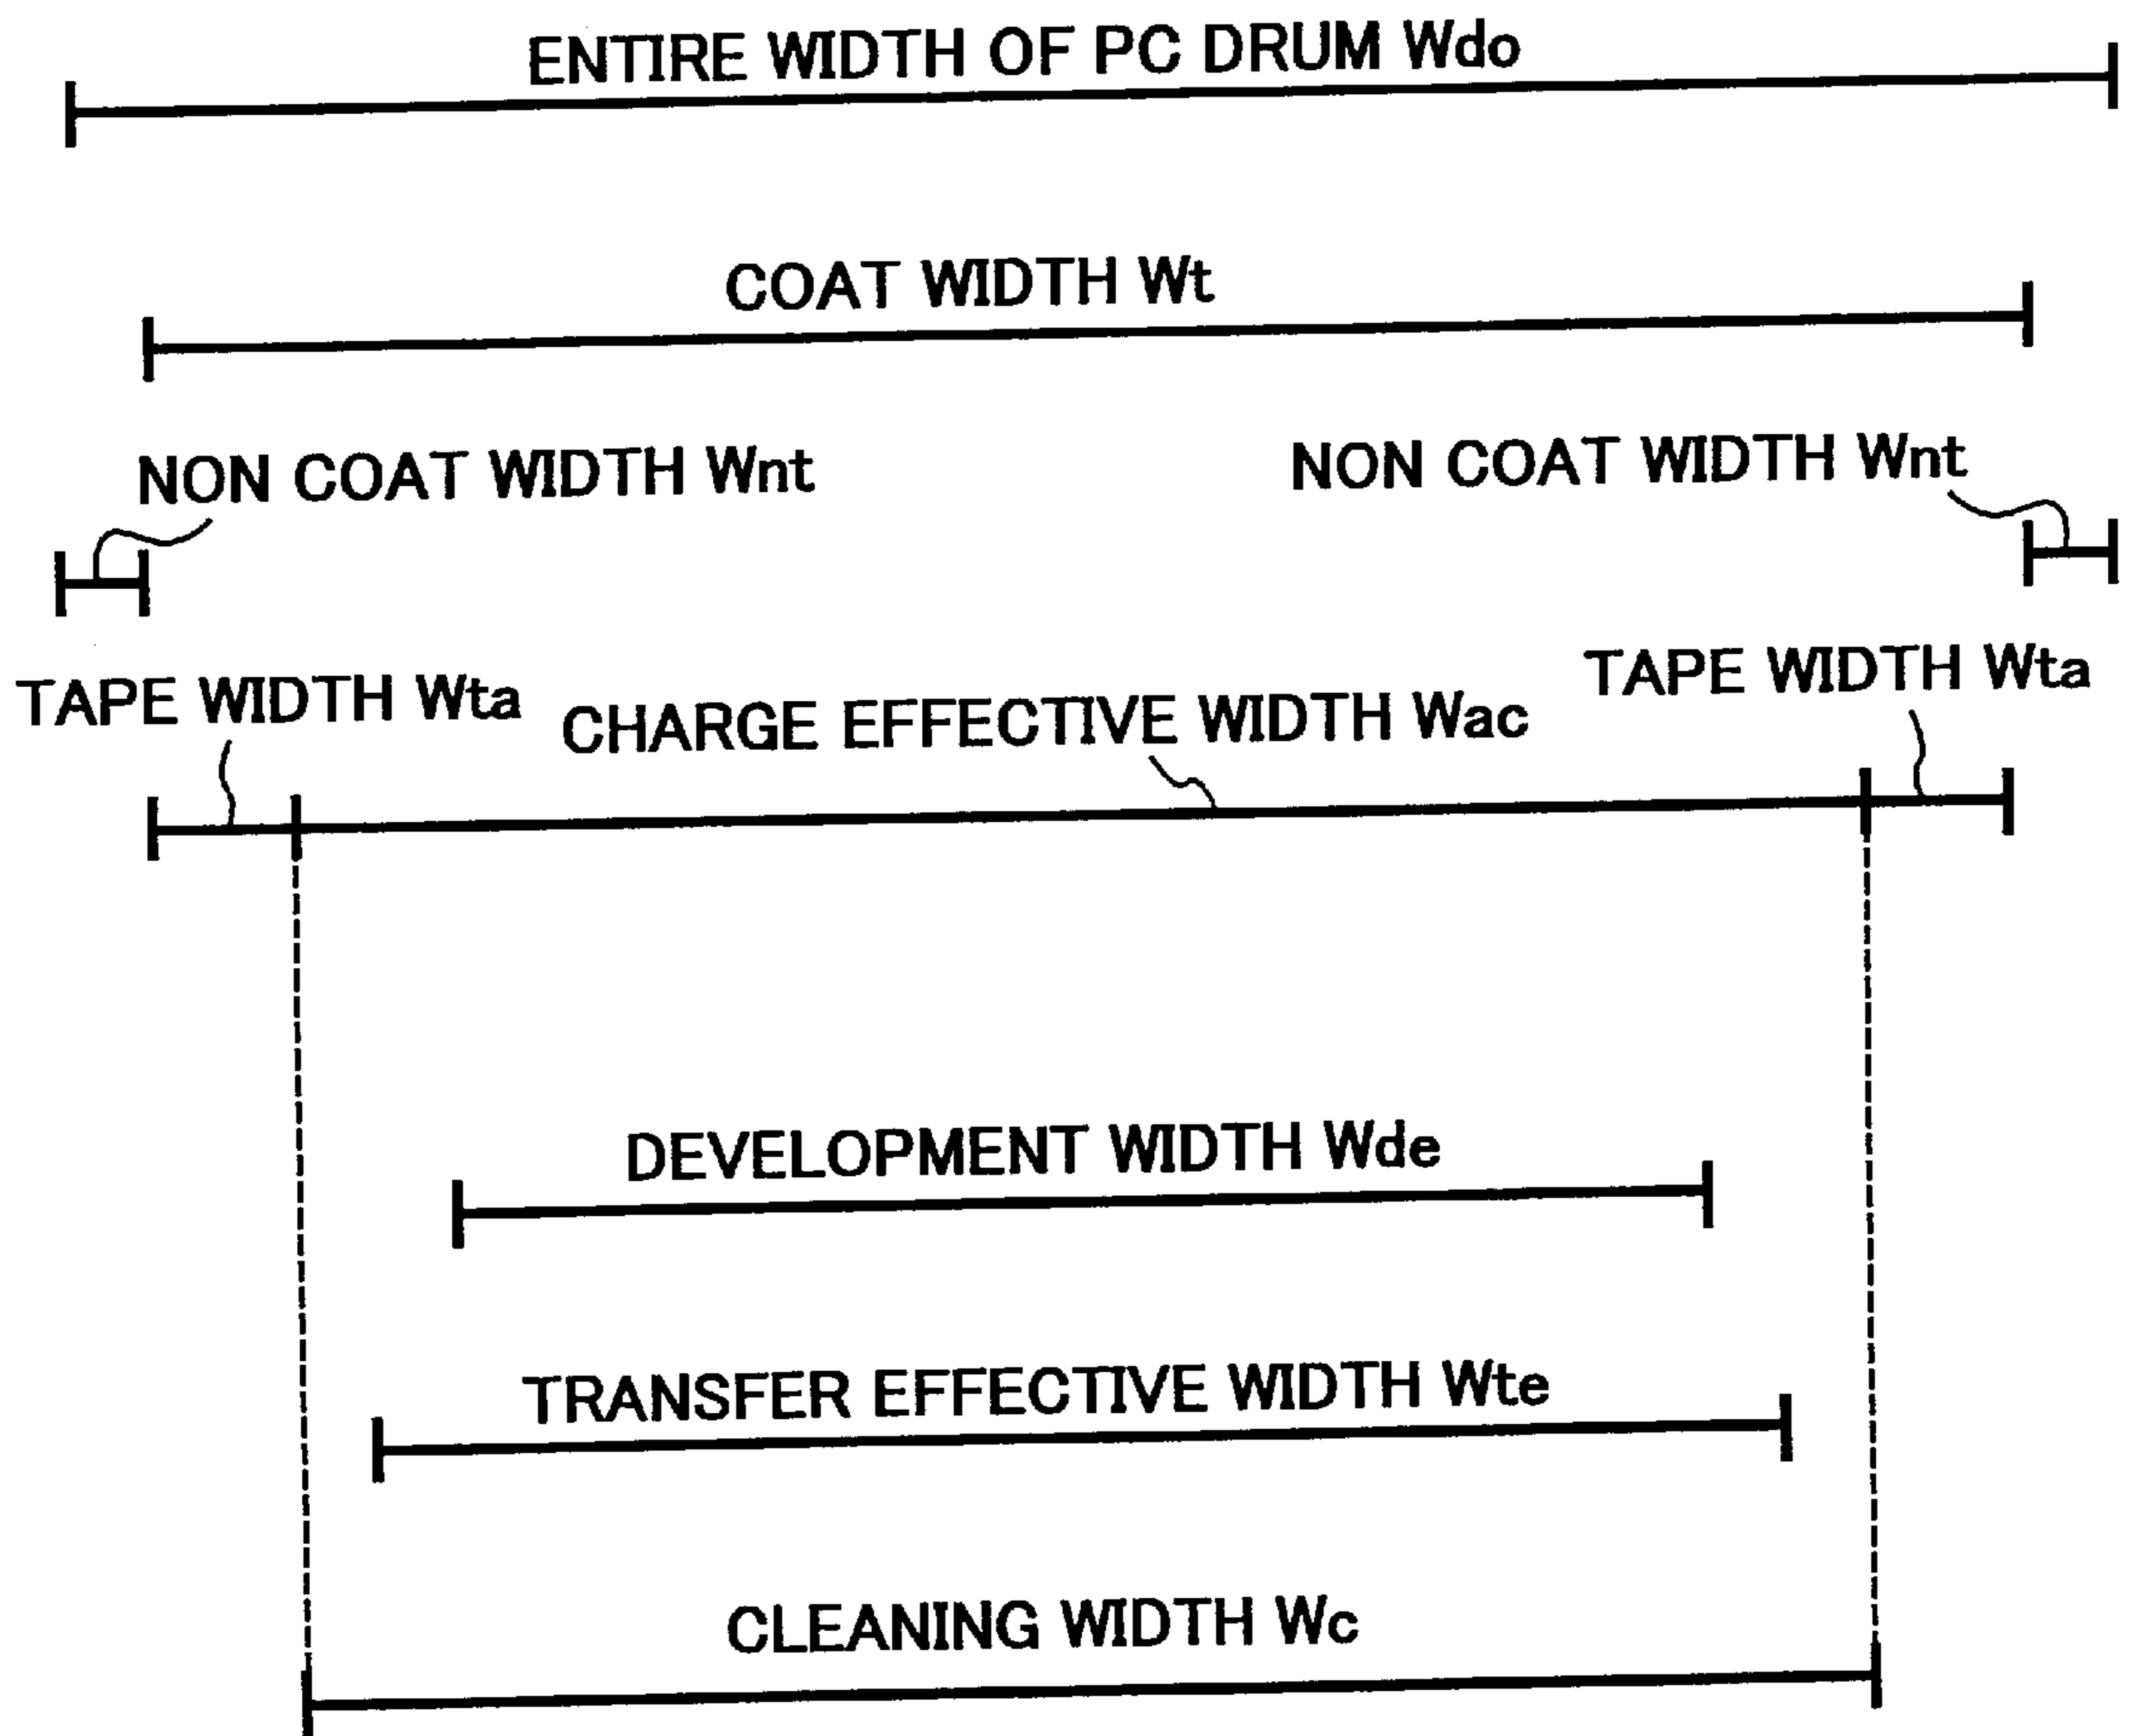 ENTIRE WIDTH OF PC DRUM Wdo
COAT WIDTH Wt
NON COAT WIDTH Wnt
NON COAT WIDTH Wnt
TAPE WIDTH Wta
CHARGE EFFECTIVE WIDTH Wac
TAPE WIDTH Wta
DEVELOPMENT WIDTH Wde
TRANSFER EFFECTIVE WIDTH Wte
CLEANING WIDTH Wc